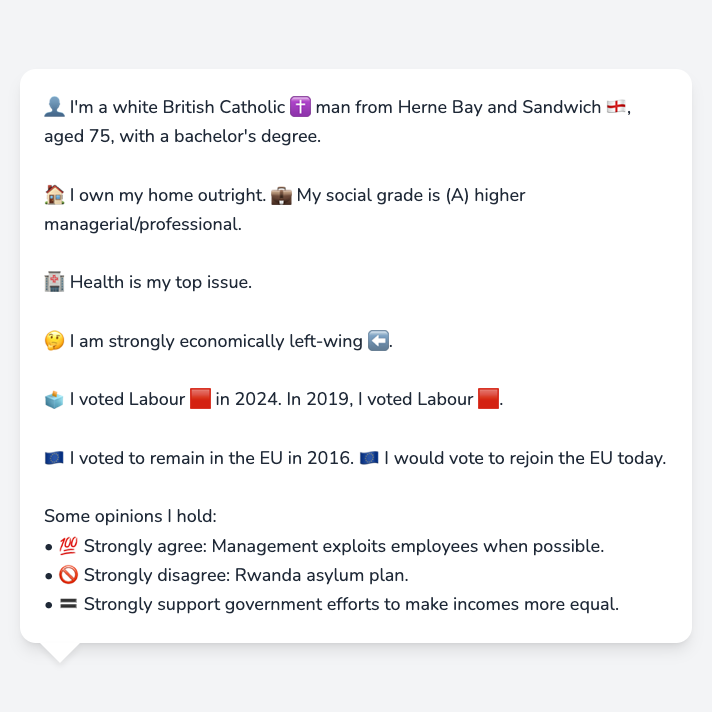 👤 I'm a white British Catholic ✝️ man from Herne Bay and Sandwich 🏴󠁧󠁢󠁥󠁮󠁧󠁿,
aged 75, with a bachelor's degree.
🏠 I own my home outright. 💼 My social grade is (A) higher
managerial/professional.
🏥 Health is my top issue.
🤔 I am strongly economically left-wing ⬅️.
🗳️ I voted Labour 🟥 in 2024. In 2019, I voted Labour 🟥.
🇪🇺 I voted to remain in the EU in 2016. 🇪🇺 I would vote to rejoin the EU today.
Some opinions I hold:
• 💯 Strongly agree: Management exploits employees when possible.
• 🚫 Strongly disagree: Rwanda asylum plan.
• 🟰 Strongly support government efforts to make incomes more equal.